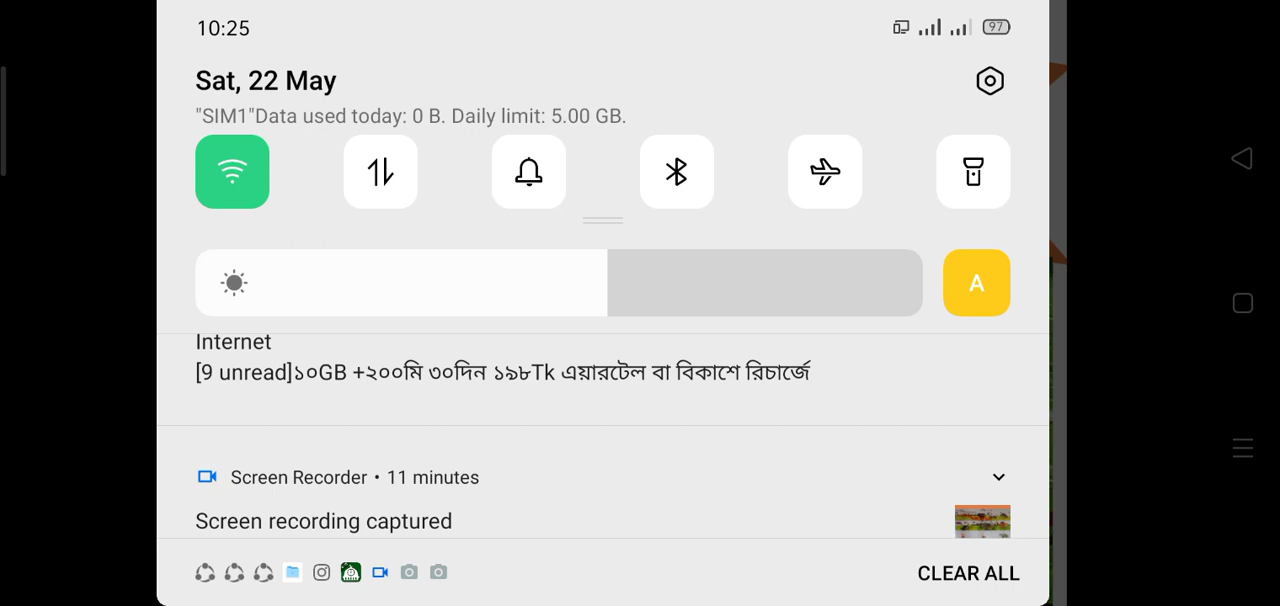 10:25
97
Sat, 22 May
"SIM1"Data used today: 0 B. Daily limit: 5.00 GB.
A
Internet
[9 unread]১০GB +২০০মি ৩০দিন ১৯৮Tk এয়ারটেল বা বিকাশে রিচার্জে
Screen Recorder • 11 minutes
Screen recording captured
CLEAR ALL